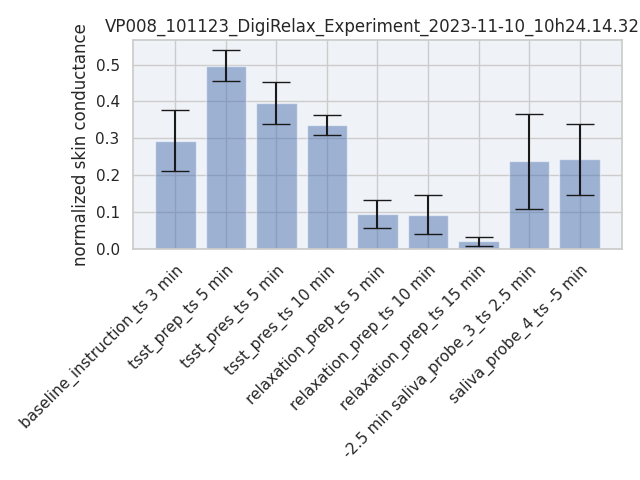 VP008_101123_DigiRelax_Experiment_2023-11-10_10h24.14.32
normalized skin conductance
0.5
0.4
0.3
0.2
0.1
0.0
baseline_instruction_ts 3 min
tsst_prep_ts 5 min
tsst_pres_ts 5 min
tsst_pres_ts 10 min
relaxation_prep_ts 5 min
relaxation_prep_ts 10 min
relaxation_prep_ts 15 min
-2.5 min saliva_probe_3_ts 2.5 min
saliva_probe_4_ts -5 min